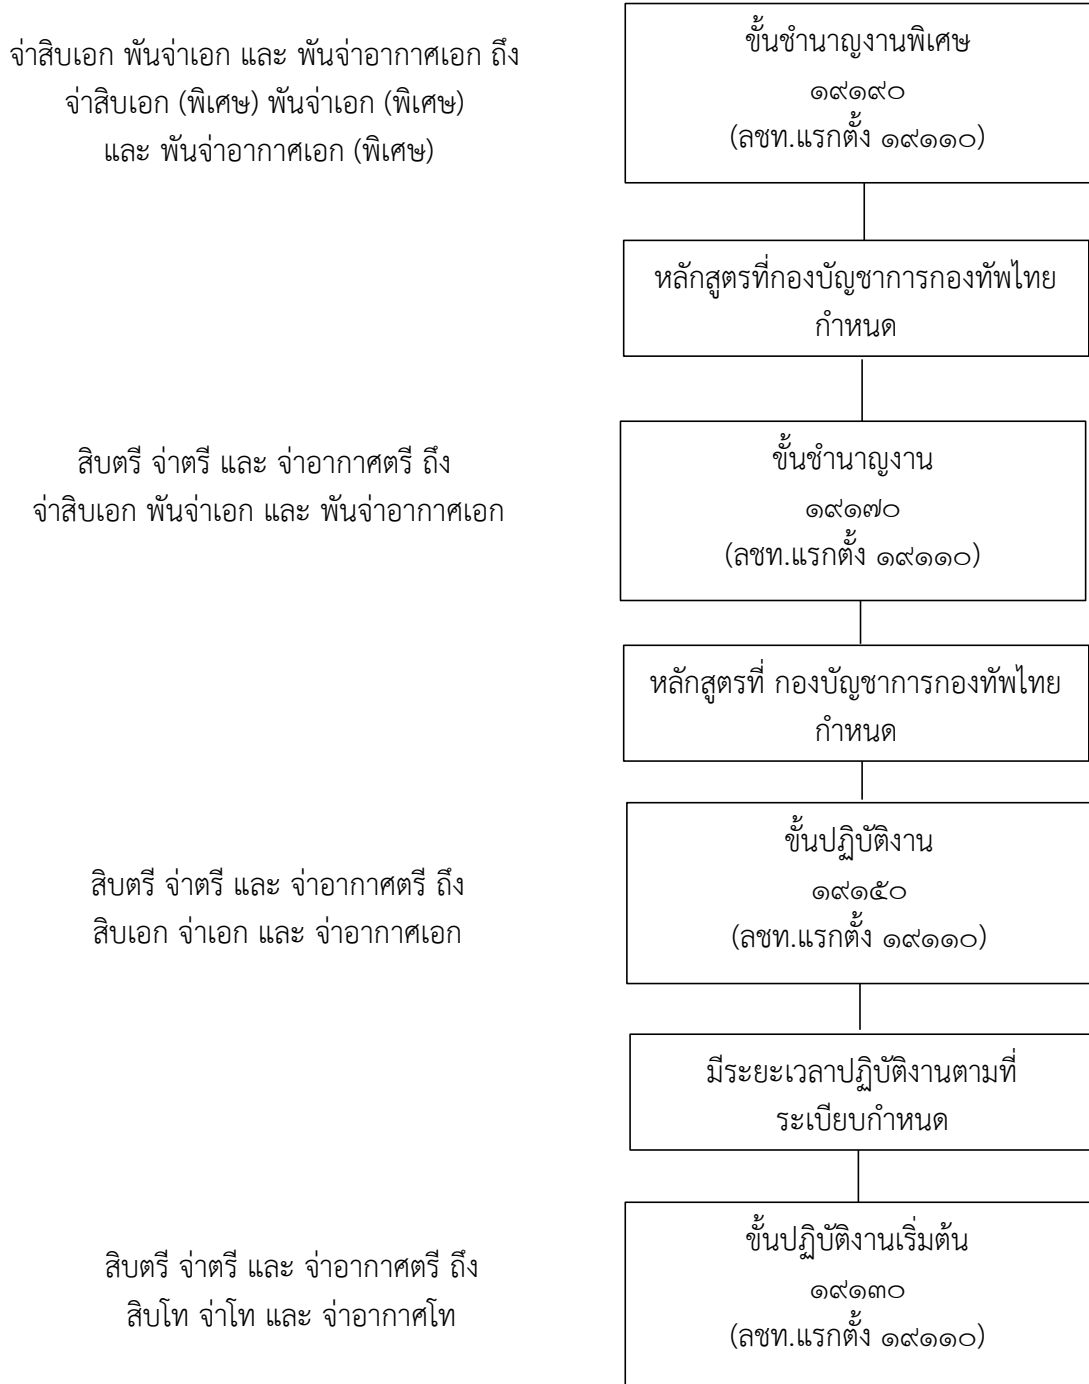 จ่าสิบเอก พันจ่าเอก และ พันจ่าอากาศเอก ถึง
จ่าสิบเอก (พิเศษ) พันจ่าเอก (พิเศษ)
และ พันจ่าอากาศเอก (พิเศษ)
ขั้นชำนาญงานพิเศษ
๑๙๑๙๐
(ลชท.แรกตั้ง ๑๙๑๑๐)
หลักสูตรที่กองบัญชาการกองทัพไทย
กำหนด
สิบตรี จ่าตรี และ จ่าอากาศตรี ถึง
จ่าสิบเอก พันจ่าเอก และ พันจ่าอากาศเอก
ขั้นชำนาญงาน
๑๙๑๗๐
(ลชท.แรกตั้ง ๑๙๑๑๐)
หลักสูตรที่ กองบัญชาการกองทัพไทย
กำหนด
สิบตรี จ่าตรี และ จ่าอากาศตรี ถึง
สิบเอก จ่าเอก และ จ่าอากาศเอก
ขั้นปฏิบัติงาน
๑๙๑๕๐
(ลชท.แรกตั้ง ๑๙๑๑๐)
มีระยะเวลาปฏิบัติงานตามที่
ระเบียบกำหนด
สิบตรี จ่าตรี และ จ่าอากาศตรี ถึง
สิบโท จ่าโท และ จ่าอากาศโท
ขั้นปฏิบัติงานเริ่มต้น
๑๙๑๓๐
(ลชท.แรกตั้ง ๑๙๑๑๐)